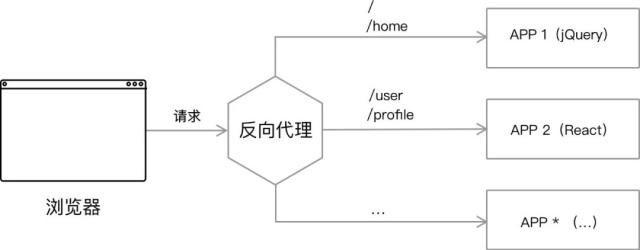 /
/home
APP 1（jQuery）
请求
反向代理
/user
/profile
APP 2（React）
浏览器
...
APP *（...）